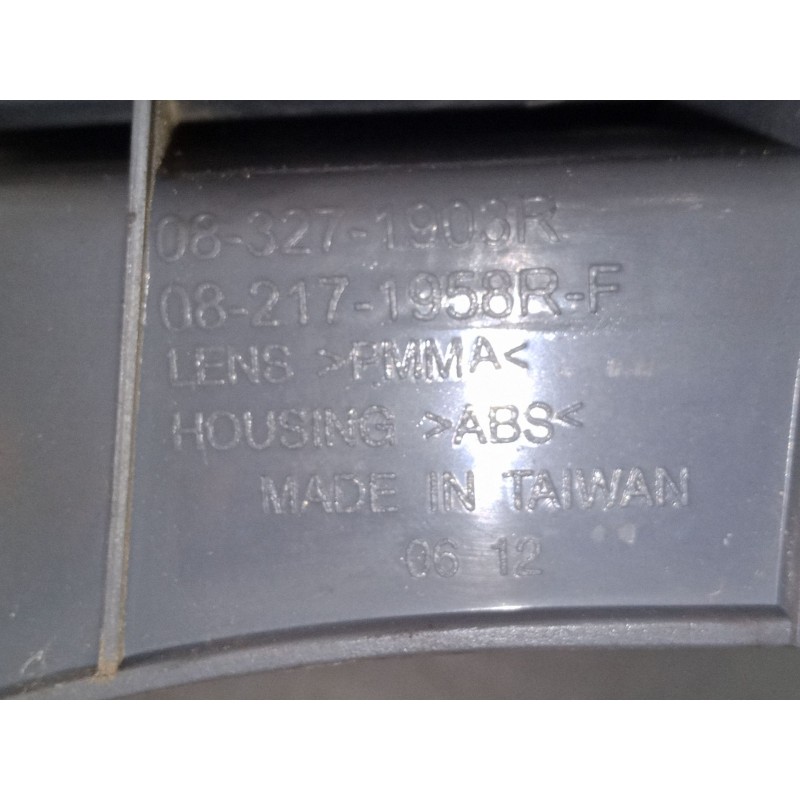 08-327-1903R
08-217-1958R-F
LENS >PMMA<
HOUSING >ABS<
MADE IN TAIWAN
06 12